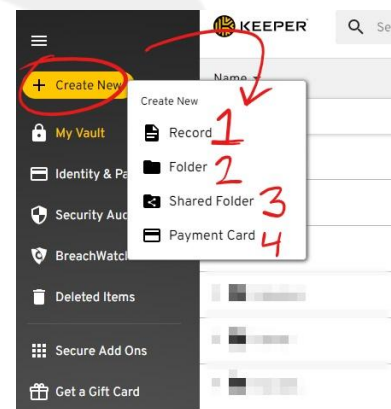 KEEPER
Se
Create New
Name
Create New
Record 1
My Vault
Folder 2
Identity & Pa
Shared Folder 3
Security Aud
Payment Card 4
BreachWatch
Deleted Items
Secure Add Ons
Get a Gift Card